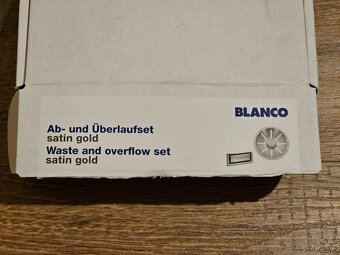 BLANCO
Ab- und Überlaufset
satin gold
Waste and overflow set
satin gold